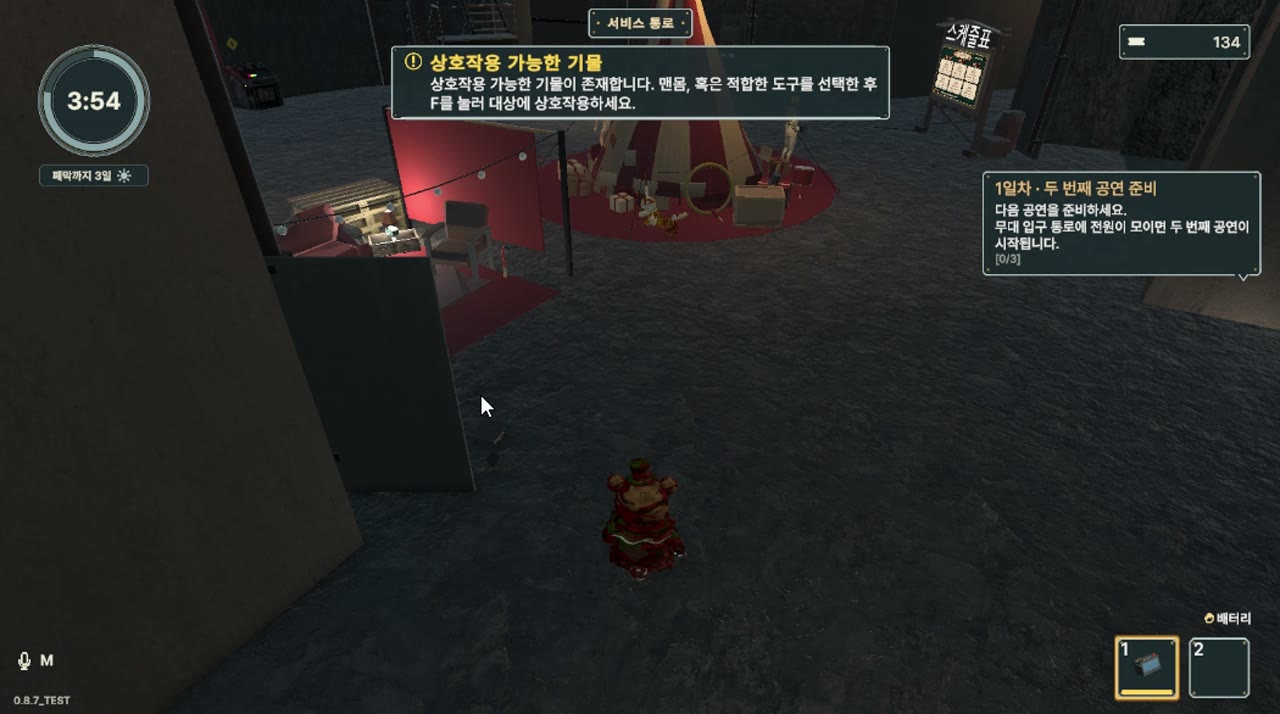 서비스 통로
3:54
폐막까지 3일
상호작용 가능한 기물
상호작용 가능한 기물이 존재합니다. 맨몸, 혹은 적합한 도구를 선택한 후
F를 눌러 대상에 상호작용하세요.
스케줄표
134
1일차 · 두 번째 공연 준비
다음 공연을 준비하세요.
무대 입구 통로에 전원이 모이면 두 번째 공연이
시작됩니다.
[0/3]
배터리
1
2
M
0.8.7_TEST